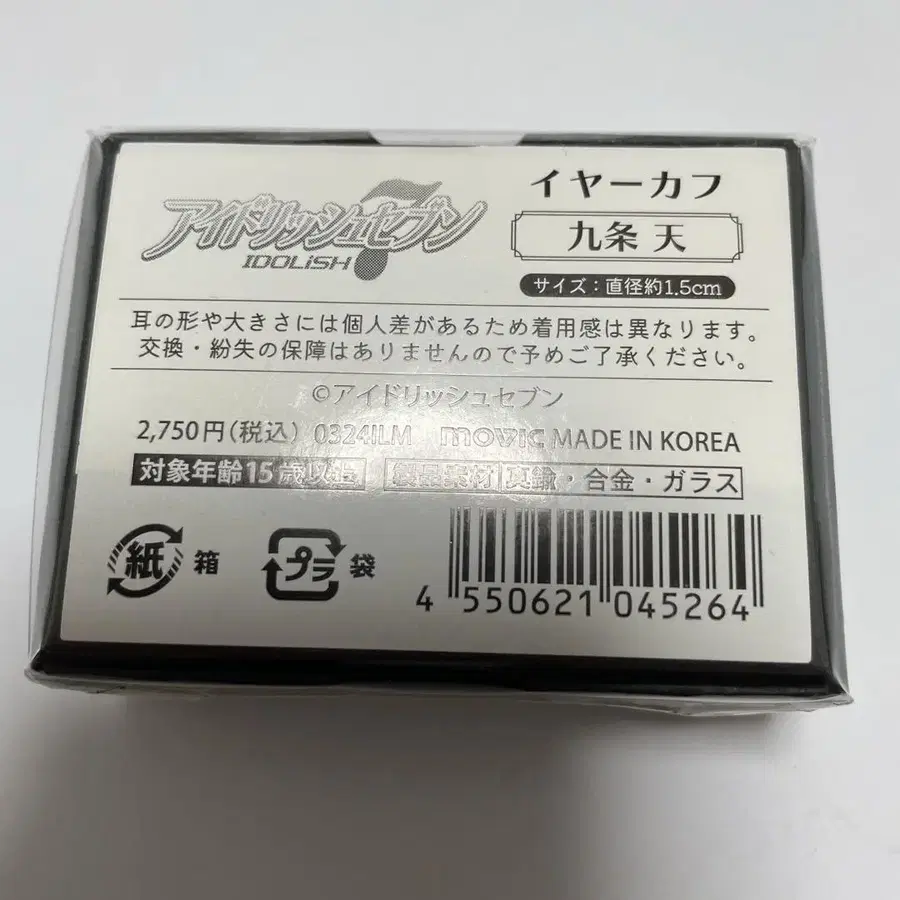 アイドリッシュセブン
IDOLiSH7
イヤーカフ
九条 天
サイズ：直径約1.5cm
耳の形や大きさには個人差があるため着用感は異なります。
交換・紛失の保障はありませんので予めご了承ください。
©アイドリッシュセブン
2,750円(税込) 0324ILM movic MADE IN KOREA
対象年齢15歳以上 製品素材 真鍮・合金・ガラス
紙 箱 プラ 袋
4 550621 045264